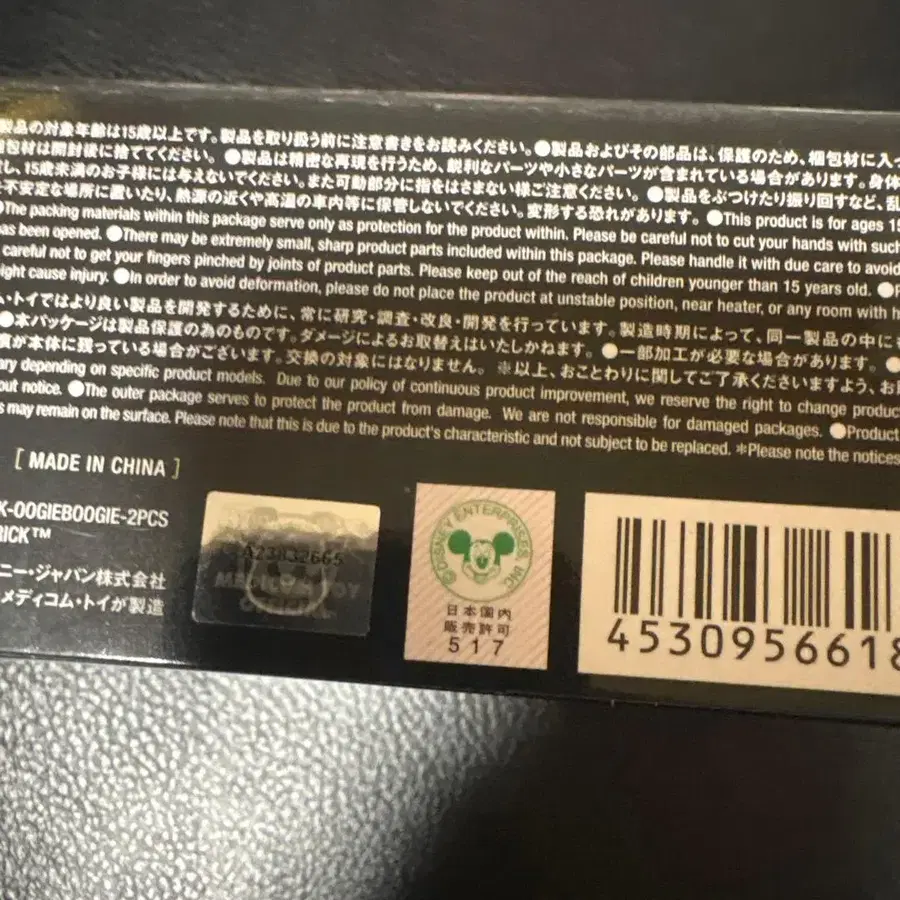 製品の対象年齢は15歳以上です。製品を取り扱う前に注意書きをお読みください。●製品およびその部品は、保護のため、梱包材に入っ
梱包材は開封後に捨ててください。 ●製品は精密な再現を行うため、鋭利なパーツや小さなパーツが含まれている場合があります。身体
し、15歳未満のお子様には与えないでください。また可動部分に指をはさまない様ご注意ください。 ●製品をぶつけたり振り回すなど、乱
不安定な場所に置いたり、熱源の近くや高温の車内等に保管しないでください。変形する恐れがあります。 ●This product is for ages 15
●The packing materials within this package serve only as protection for the product within. Please be careful not to cut your hands with such
as been opened. ●There may be extremely small, sharp product parts included within this package. Please handle it with due care to avoid
careful not to get your fingers pinched by joints of product parts. Please keep out of the reach of children younger than 15 years old. ●P
ight cause injury. ●In order to avoid deformation, please do not place the product at unstable position, near heater, or any room with h
ム・トイではより良い製品を開発するために、常に研究・調査・改良・開発を行っています。製造時期によって、同一製品の中にも
●本パッケージは製品保護の為のものです。ダメージによるお取替えはいたしかねます。 ●一部加工が必要な場合があります。 ●
が本体に残っている場合がございます。交換の対象にはなりません。 ※以上、おことわりに関してご了承くださいますよう、お
ary depending on specific product models. Due to our policy of continuous product improvement, we reserve the right to change produc
out notice. ●The outer package serves to protect the product from damage. We are not responsible for damaged packages. ●Product
s may remain on the surface. Please note that this is due to the product's characteristic and not subject to be replaced. ＊Please note the notices
[ MADE IN CHINA ]
K-OOGIEBOOGIE-2PCS
RICK™
ニー・ジャパン株式会社
メディコム・トイが製造
A23832665
MEDICOM TOY
OFFICIAL
©DISNEY ENTERPRISES, INC.
日本国内
販売許可
517
4530956618